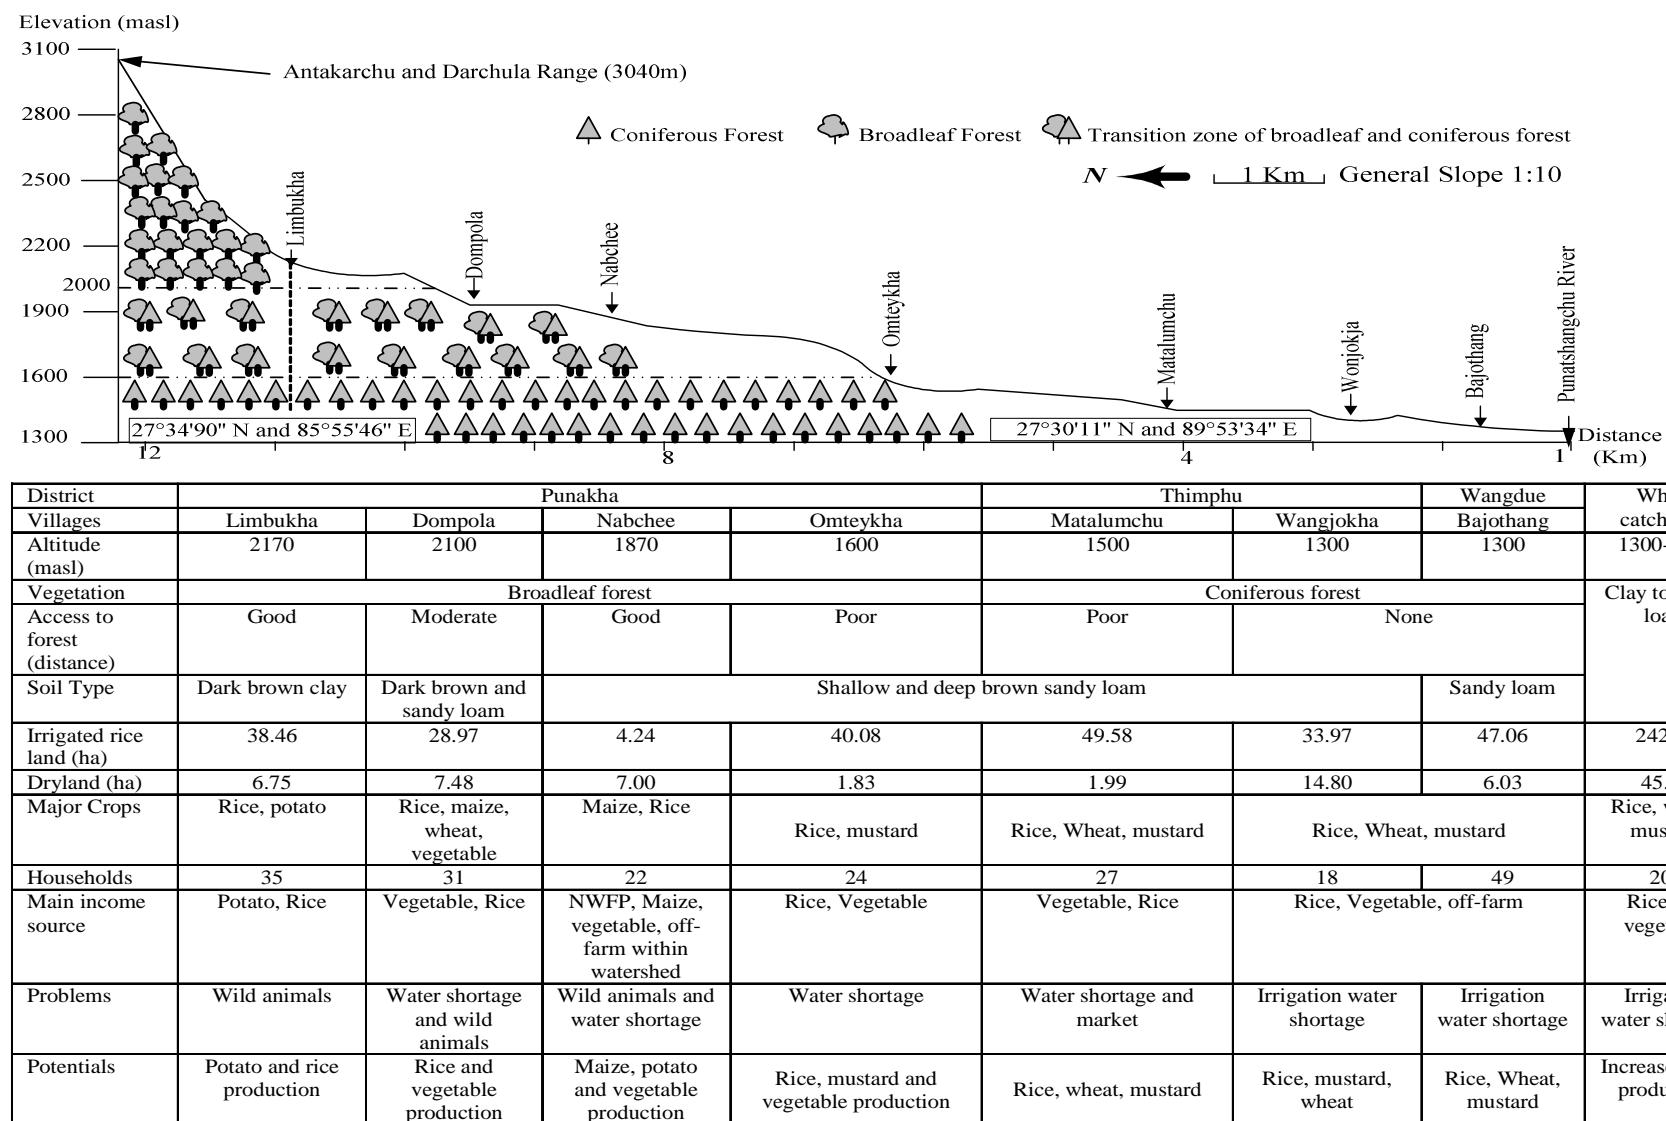 Elevation (masl)
3100
Antakarchu and Darchula Range (3040m)
2800
Coniferous Forest
Broadleaf Forest
Transition zone of broadleaf and coniferous forest
N
1 Km
General Slope 1:10
2500
2200
2000
1900
1600
1300
Limbukha
Dompola
Nabchee
Omteykha
Matalumchu
Wonjokja
Bajothang
Punatshangchu River
27°34'90" N and 85°55'46" E
27°30'11" N and 89°53'34" E
12
8
4
1
Distance
(Km)
District Punakha Thimphu Wangdue
Villages Limbukha Dompola Nabchee Omteykha Matalumchu Wangjokha Bajothang
Altitude 2170 2100 1870 1600 1500 1300 1300
(masl)
Vegetation Broadleaf forest Coniferous forest Clay
Access to Good Moderate Good Poor Poor None
forest
(distance)
Soil Type Dark brown clay Dark brown and Shallow and deep brown sandy loam Sandy loam
sandy loam
Irrigated rice 38.46 28.97 4.24 40.08 49.58 33.97 47.06
land (ha)
Dryland (ha) 6.75 7.48 7.00 1.83 1.99 14.80 6.03
Major Crops Rice, potato Rice, maize, Maize, Rice Rice,
wheat, Rice, mustard Rice, Wheat, mustard Rice, Wheat, mustard
vegetable
Households 35 31 22 24 27 18 49
Main income Potato, Rice Vegetable, Rice NWFP, Maize, Rice, Vegetable Vegetable, Rice Rice, Vegetable, off-farm
source vegetable, off-
farm within
watershed
Problems Wild animals Water shortage Wild animals and Water shortage Water shortage and Irrigation water Irrigation
and wild water shortage market shortage water shortage water
animals
Potentials Potato and rice Rice and Maize, potato Rice, mustard and Rice, wheat, mustard Rice, mustard, Rice, Wheat,
production vegetable and vegetable vegetable production wheat mustard
production production